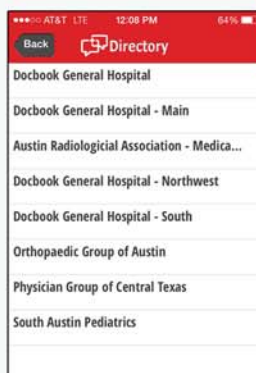 AT&T LTE 12:08 PM 64%
Back Directory
Docbook General Hospital
Docbook General Hospital - Main
Austin Radiologicial Association - Medica...
Docbook General Hospital - Northwest
Docbook General Hospital - South
Orthopaedic Group of Austin
Physician Group of Central Texas
South Austin Pediatrics